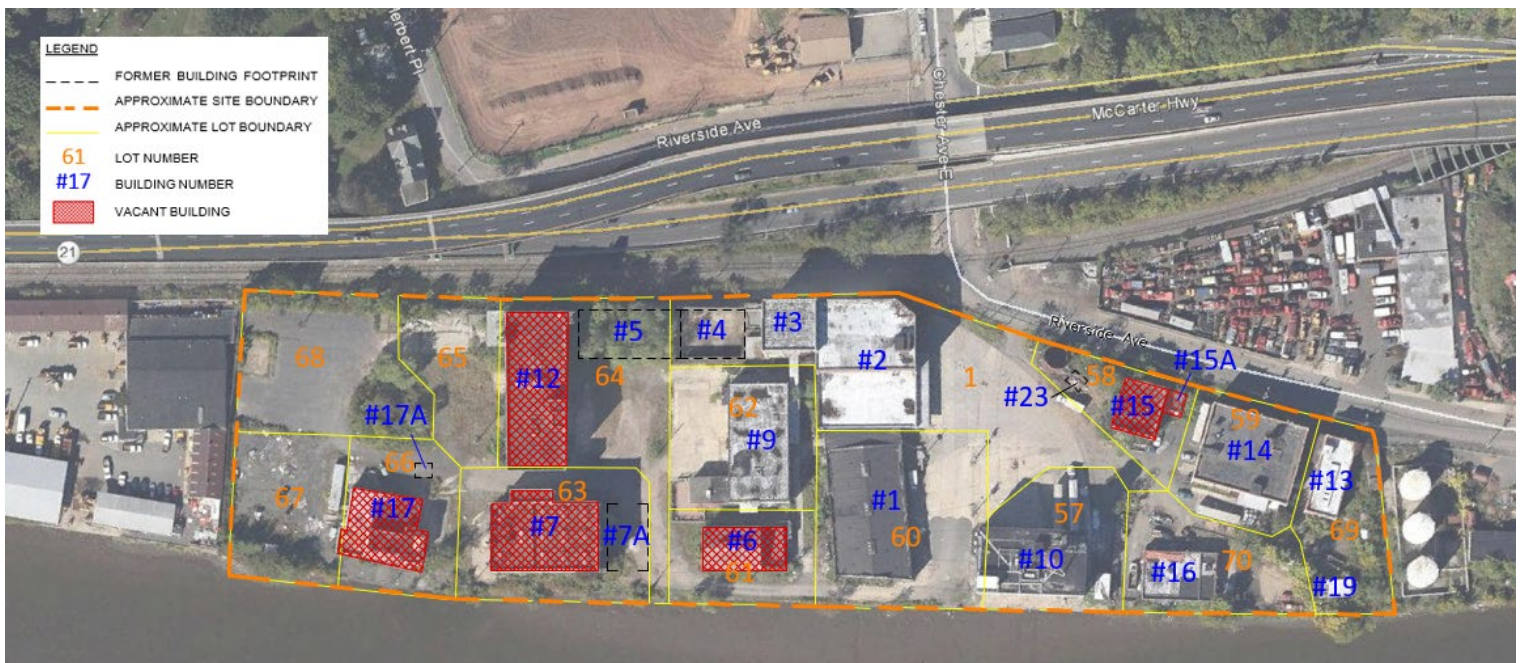 LEGEND
FORMER BUILDING FOOTPRINT
APPROXIMATE SITE BOUNDARY
APPROXIMATE LOT BOUNDARY
61 LOT NUMBER
#17 BUILDING NUMBER
VACANT BUILDING
Herbert Pl
Riverside Ave
Chester Ave E
McCarter Hwy
21
Riverside Ave
68
65
#12
#5
64
#4
#3
#2
1
#23
58
#15
#15A
59
#14
#13
#17A
66
67
#17
63
#7
#7A
62
#9
#6
61
#1
60
57
#10
#16
70
69
#19